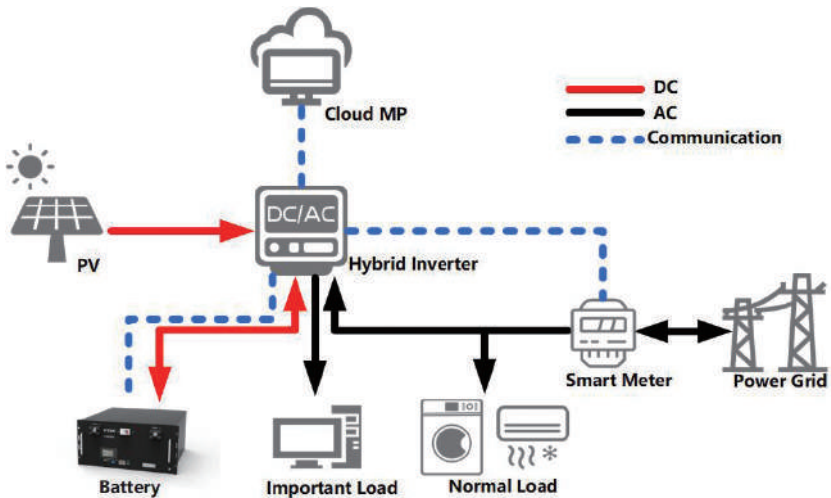 Cloud MP
DC
AC
Communication
DC/AC
PV
Hybrid Inverter
Smart Meter
Power Grid
Battery
Important Load
Normal Load